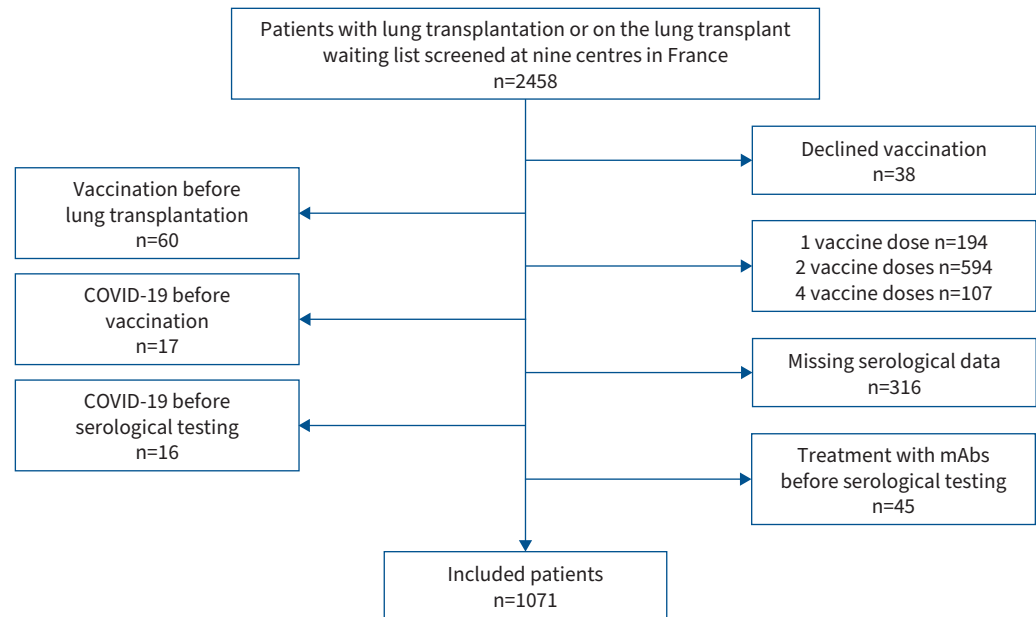 Patients with lung transplantation or on the lung transplant
waiting list screened at nine centres in France
n=2458
Declined vaccination
n=38
Vaccination before
lung transplantation
n=60
1 vaccine dose n=194
2 vaccine doses n=594
4 vaccine doses n=107
COVID-19 before
vaccination
n=17
Missing serological data
n=316
COVID-19 before
serological testing
n=16
Treatment with mAbs
before serological testing
n=45
Included patients
n=1071